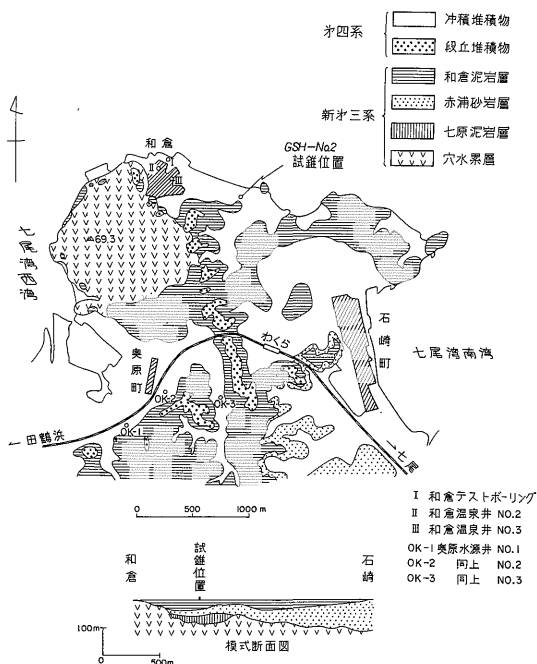 才四系
冲積堆積物
段丘堆積物
新才三系
和倉泥岩層
赤浦砂岩層
七原泥岩層
穴水累層
和倉
GSH-No.2
試錐位置
I
II
III
69.3
七尾湾西湾
わくら
石崎町
七尾湾南湾
奥原町
OK-2
OK-3
OK-1
←田鶴浜
→七尾
0 500 1000 m
I 和倉テストボーリング
II 和倉温泉井 NO.2
III 和倉温泉井 NO.3
OK-1 奥原水源井 NO.1
OK-2 同上 NO.2
OK-3 同上 NO.3
和倉
試錐位置
石崎
100m
0 500m
模式断面図